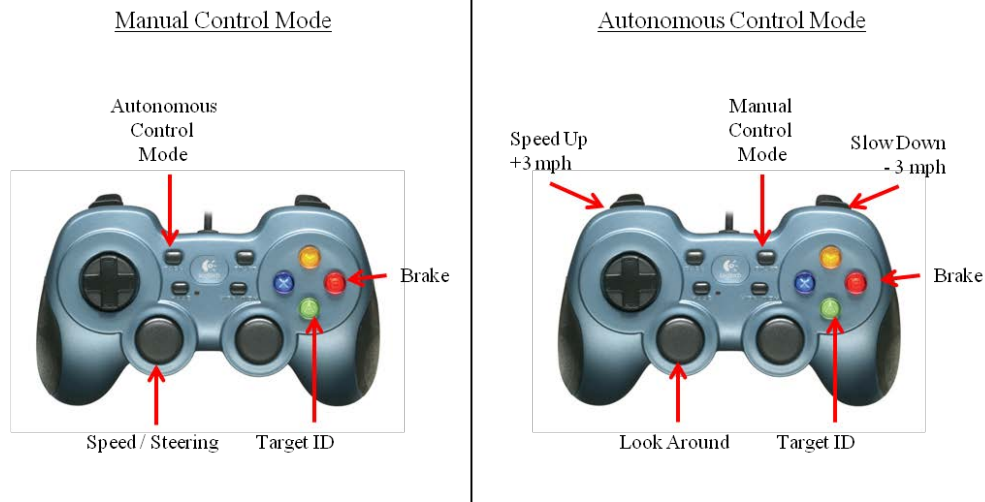 Manual Control Mode
Autonomous
Control
Mode
Brake
Speed / Steering
Target ID
Autonomous Control Mode
Speed Up
+3 mph
Manual
Control
Mode
Slow Down
- 3 mph
Brake
Look Around
Target ID
X
X